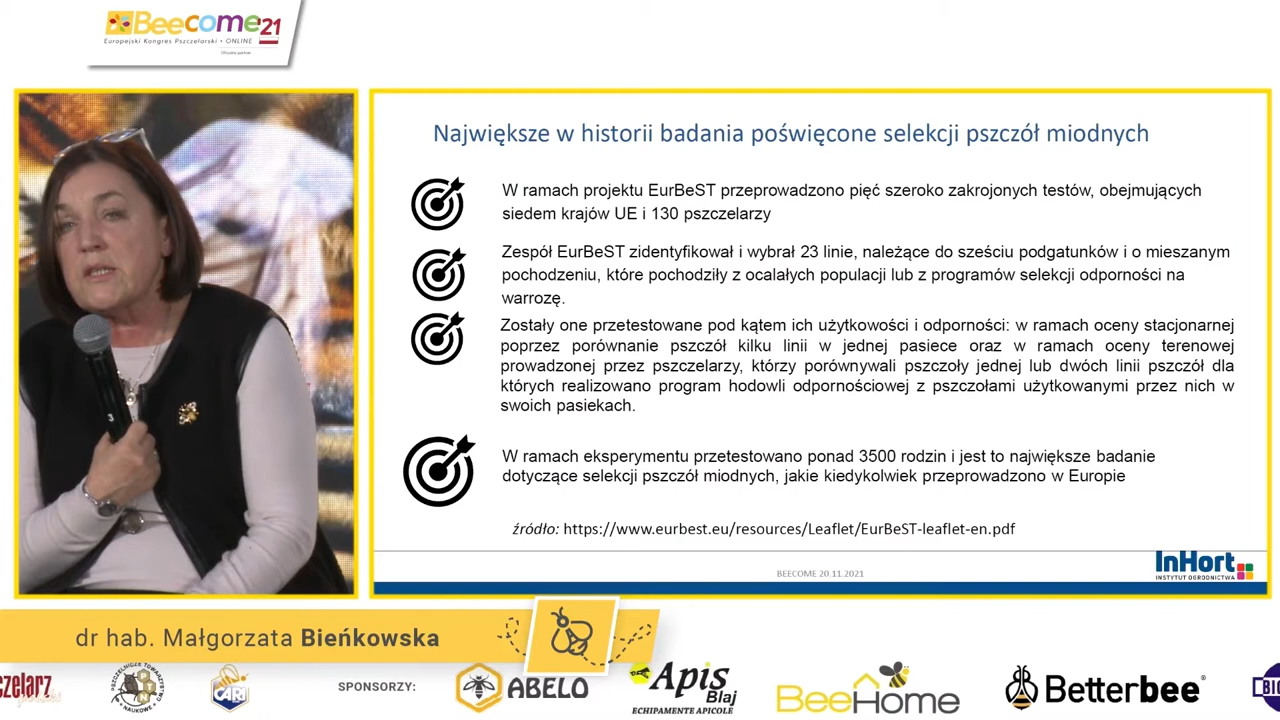 Beecome'21
Europejski Kongres Pszczelarski • ONLINE
Największe w historii badania poświęcone selekcji pszczół miodnych
W ramach projektu EurBeST przeprowadzono pięć szeroko zakrojonych testów, obejmujących
siedem krajów UE i 130 pszczelarzy
Zespół EurBeST zidentyfikował i wybrał 23 linie, należące do sześciu podgatunków i o mieszanym
pochodzeniu, które pochodziły z ocalałych populacji lub z programów selekcji odporności na
warrozę.
Zostały one przetestowane pod kątem ich użytkowości i odporności: w ramach oceny stacjonarnej
poprzez porównanie pszczół kilku linii w jednej pasiece oraz w ramach oceny terenowej
prowadzonej przez pszczelarzy, którzy porównywali pszczoły jednej lub dwóch linii pszczół dla
których realizowano program hodowli odpornościowej z pszczołami użytkowanymi przez nich w
swoich pasiekach.
W ramach eksperymentu przetestowano ponad 3500 rodzin i jest to największe badanie
dotyczące selekcji pszczół miodnych, jakie kiedykolwiek przeprowadzono w Europie
źródło: https://www.eurbest.eu/resources/Leaflet/EurBeST-leaflet-en.pdf
BEECOME 20.11.2021
InHort
INSTYTUT OGRODNICTWA
3
dr hab. Małgorzata Bieńkowska
czelarz
CARI
SPONSORZY:
ABELO
Apis
Blaj
ECHIPAMENTE APICOLE
BeeHome
Betterbee